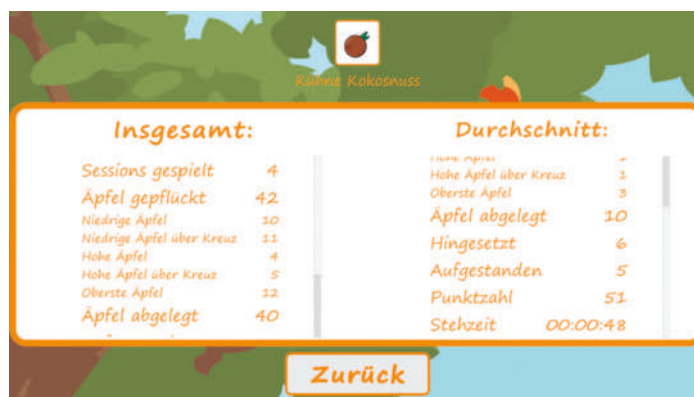 Kühne Kokosnuss
Insgesamt:
Sessions gespielt 4
Äpfel gepflückt 42
Niedrige Äpfel 10
Niedrige Äpfel über Kreuz 11
Hohe Äpfel 4
Hohe Äpfel über Kreuz 5
Oberste Äpfel 12
Äpfel abgelegt 40
Durchschnitt:
Hohe Äpfel
Hohe Äpfel über Kreuz 1
Oberste Äpfel 3
Äpfel abgelegt 10
Hingesetzt 6
Aufgestanden 5
Punktzahl 51
Stehzeit 00:00:48
Zurück